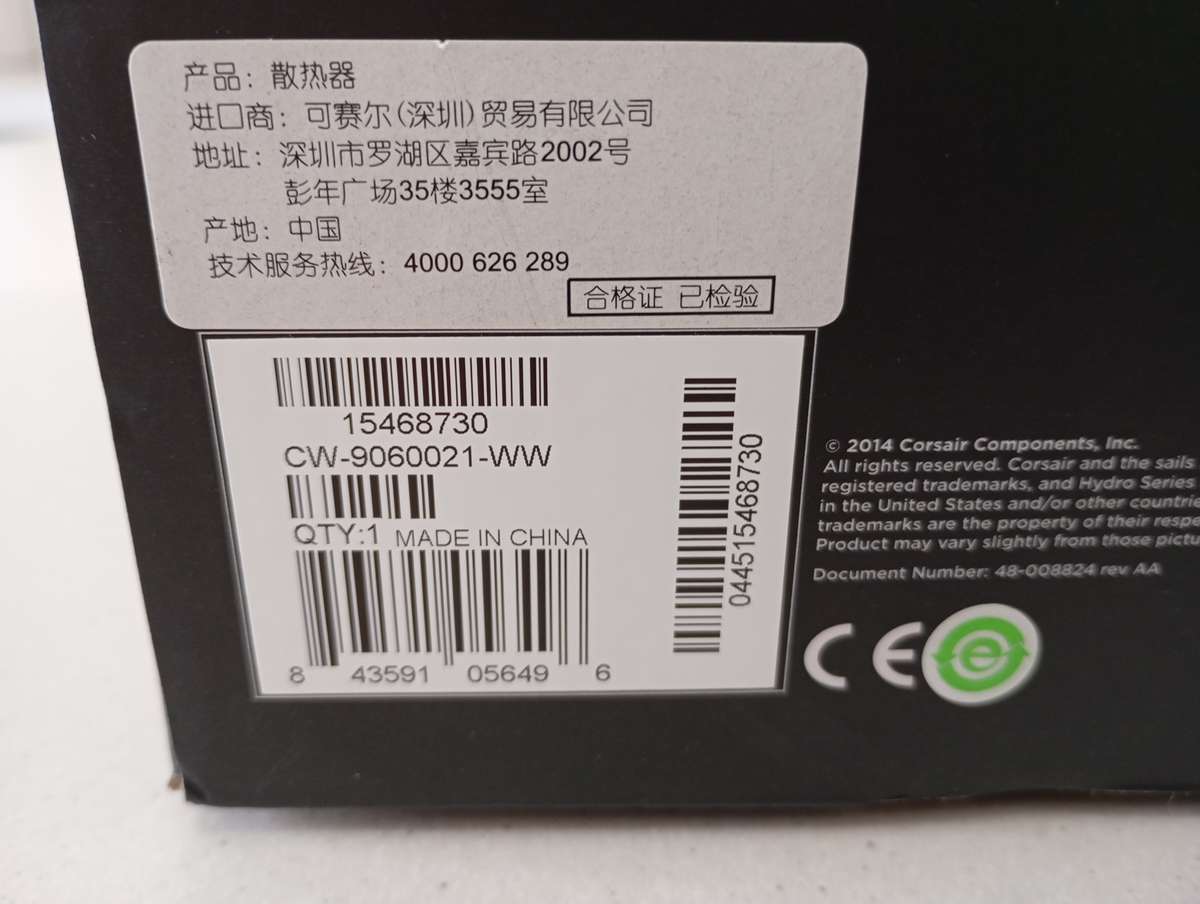 产品：散热器
进口商：可赛尔(深圳)贸易有限公司
地址：深圳市罗湖区嘉宾路2002号
彭年广场35楼3555室
产地：中国
技术服务热线：4000 626 289
合格证 已检验
15468730
CW-9060021-WW
QTY:1 MADE IN CHINA
8 43591 05649 6
044515468730
© 2014 Corsair Components, Inc.
All rights reserved. Corsair and the sails
registered trademarks, and Hydro Series
in the United States and/or other
trademarks are the property of their
Product may vary slightly from those
Document Number: 48-008824 rev AA
CE
e